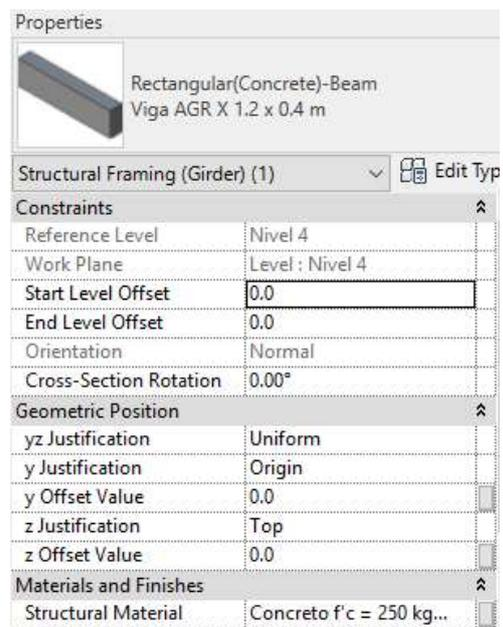 Properties
Rectangular(Concrete)-Beam
Viga AGR X 1.2 x 0.4 m
Structural Framing (Girder) (1) Edit Typ
Constraints
Reference Level Nivel 4
Work Plane Level : Nivel 4
Start Level Offset 0.0
End Level Offset 0.0
Orientation Normal
Cross-Section Rotation 0.00°
Geometric Position
yz Justification Uniform
y Justification Origin
y Offset Value 0.0
z Justification Top
z Offset Value 0.0
Materials and Finishes
Structural Material Concreto f'c = 250 kg...